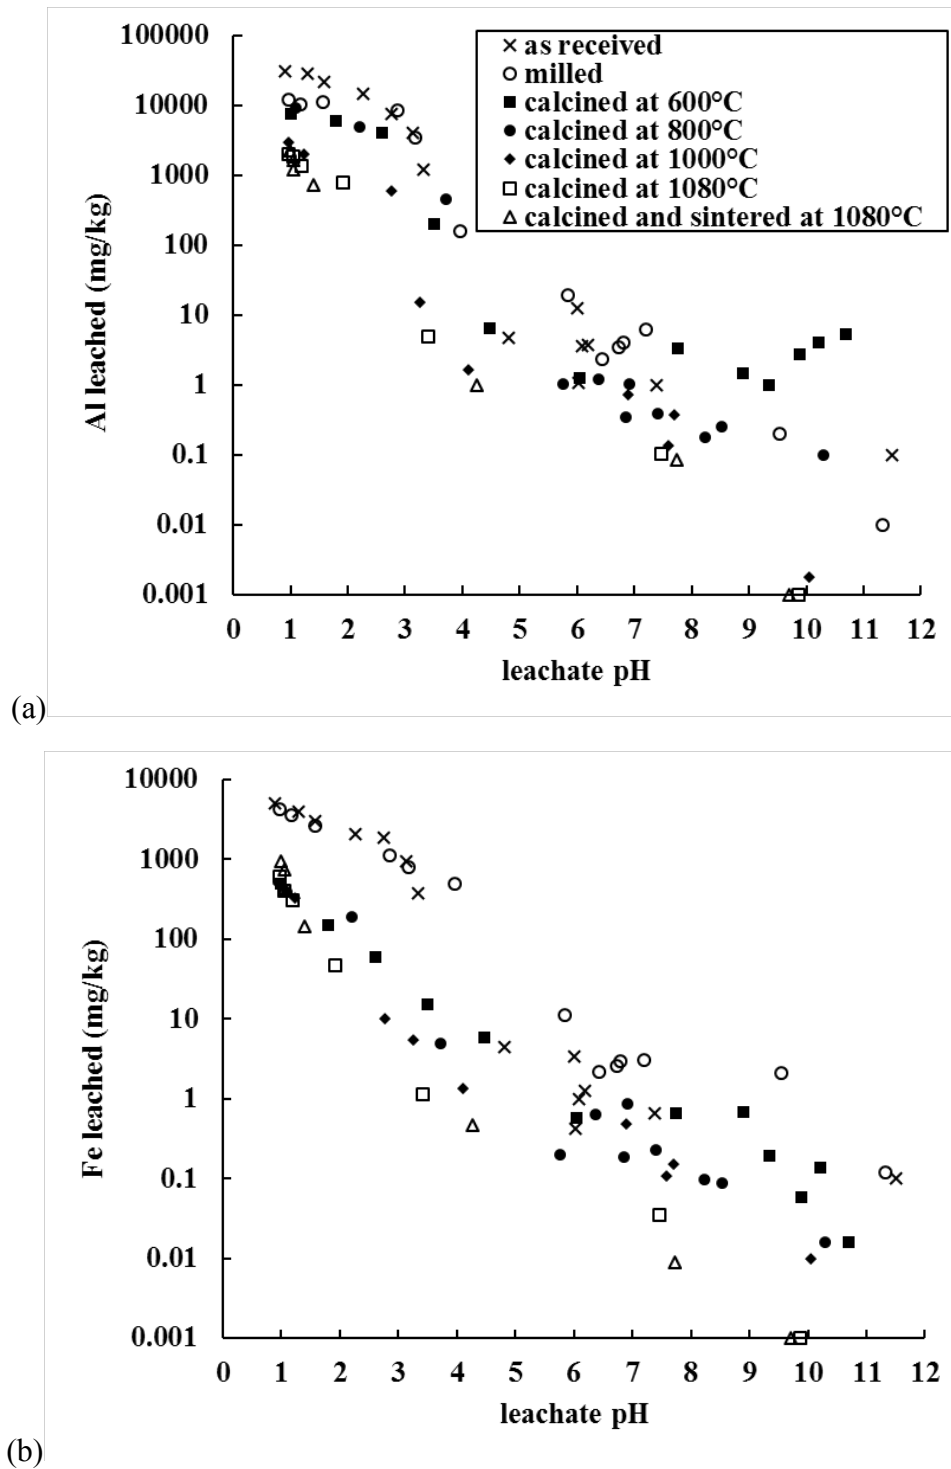 100000
10000
1000
100
10
1
0.1
0.01
0.001
Al leached (mg/kg)
as received
milled
calcined at 600°C
calcined at 800°C
calcined at 1000°C
calcined at 1080°C
calcined and sintered at 1080°C
0 1 2 3 4 5 6 7 8 9 10 11 12
leachate pH
(a)
10000
1000
100
10
1
0.1
0.01
0.001
Fe leached (mg/kg)
0 1 2 3 4 5 6 7 8 9 10 11 12
leachate pH
(b)